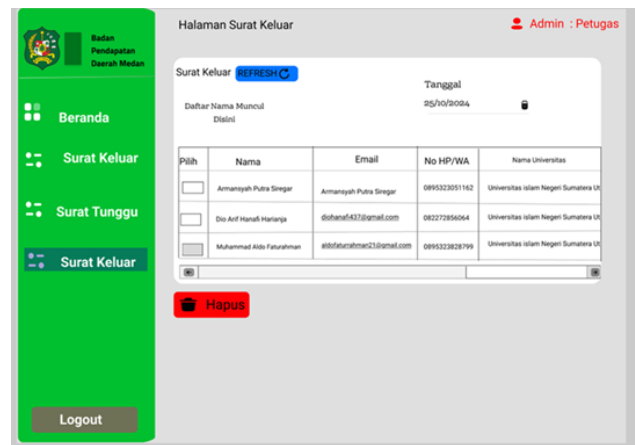 Badan
Pendapatan
Daerah Medan
Beranda
Surat Keluar
Surat Tunggu
Surat Keluar
Logout
Halaman Surat Keluar
Admin : Petugas
Surat Keluar REFRESH
Tanggal
25/10/2024
Daftar Nama Muncul
Disini
Pilih Nama Email No HP/WA Nama Universitas
Armansyah Putra Siregar Armansyah Putra Siregar 0895323051162 Universitas islam Negeri Sumatera Ut
Dio Arif Hanafi Harianja diohanafi437@gmail.com 082272856064 Universitas islam Negeri Sumatera Ut
Muhammad Aldo Faturahman aldofaturrahman21@gmail.com 0895323828799 Universitas islam Negeri Sumatera Ut
Hapus